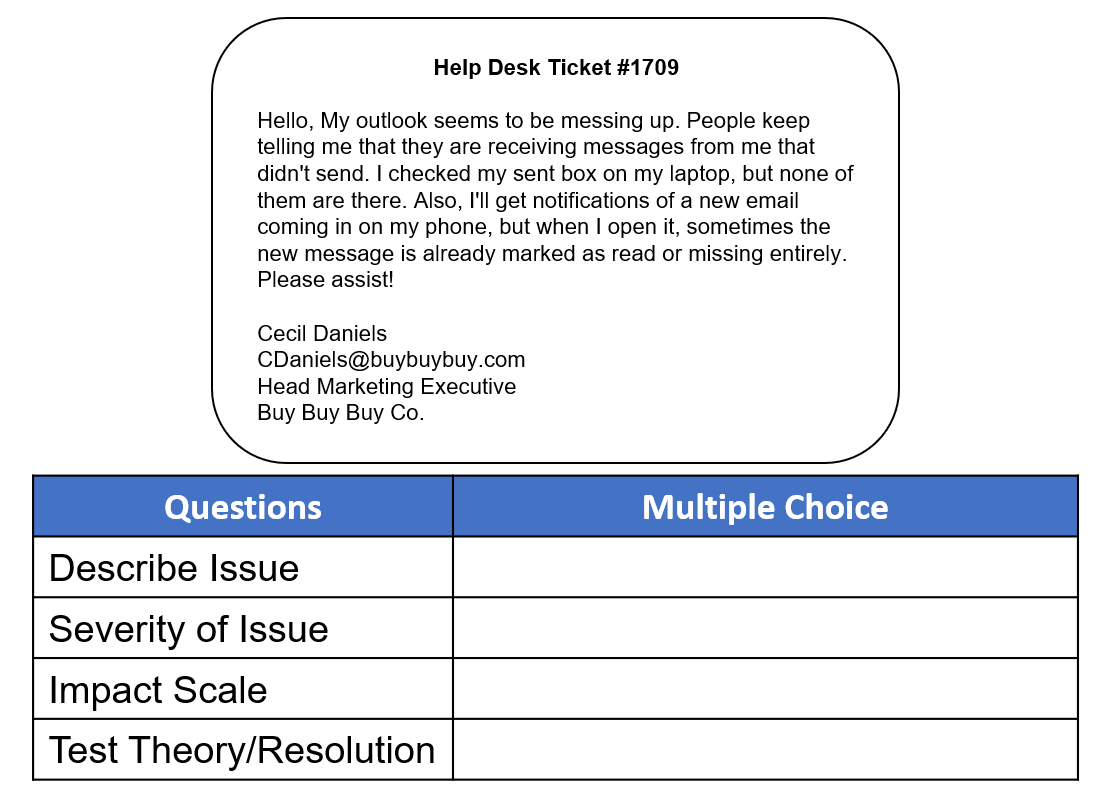 Help Desk Ticket #1709
Hello, My outlook seems to be messing up. People keep
telling me that they are receiving messages from me that
didn't send. I checked my sent box on my laptop, but none of
them are there. Also, I'll get notifications of a new email
coming in on my phone, but when I open it, sometimes the
new message is already marked as read or missing entirely.
Please assist!
Cecil Daniels
CDaniels@buybuybuy.com
Head Marketing Executive
Buy Buy Buy Co.
Questions
Multiple Choice
Describe Issue
Severity of Issue
Impact Scale
Test Theory/Resolution